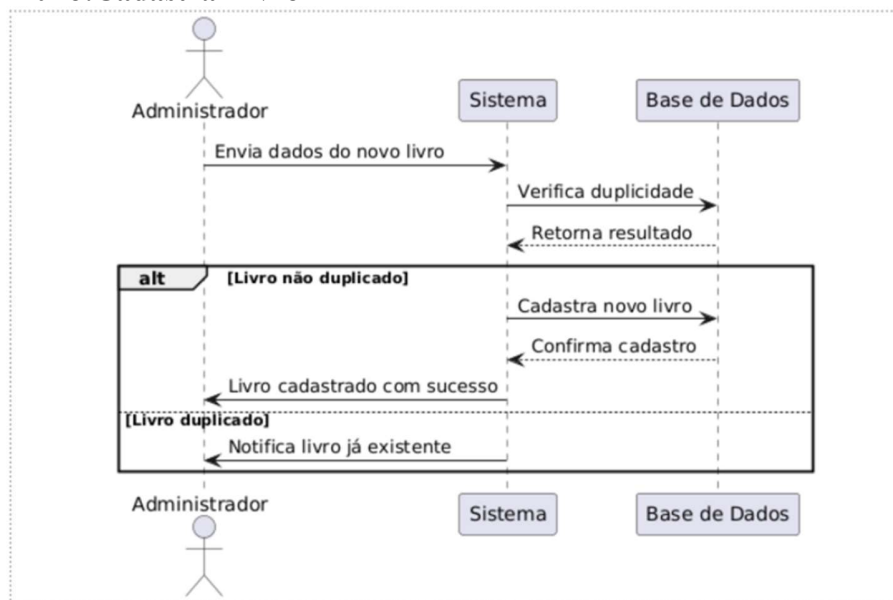 Administrador
Sistema
Base de Dados
Envia dados do novo livro
Verifica duplicidade
Retorna resultado
alt [Livro não duplicado]
Cadastra novo livro
Confirma cadastro
Livro cadastrado com sucesso
[Livro duplicado]
Notifica livro já existente
Administrador
Sistema
Base de Dados